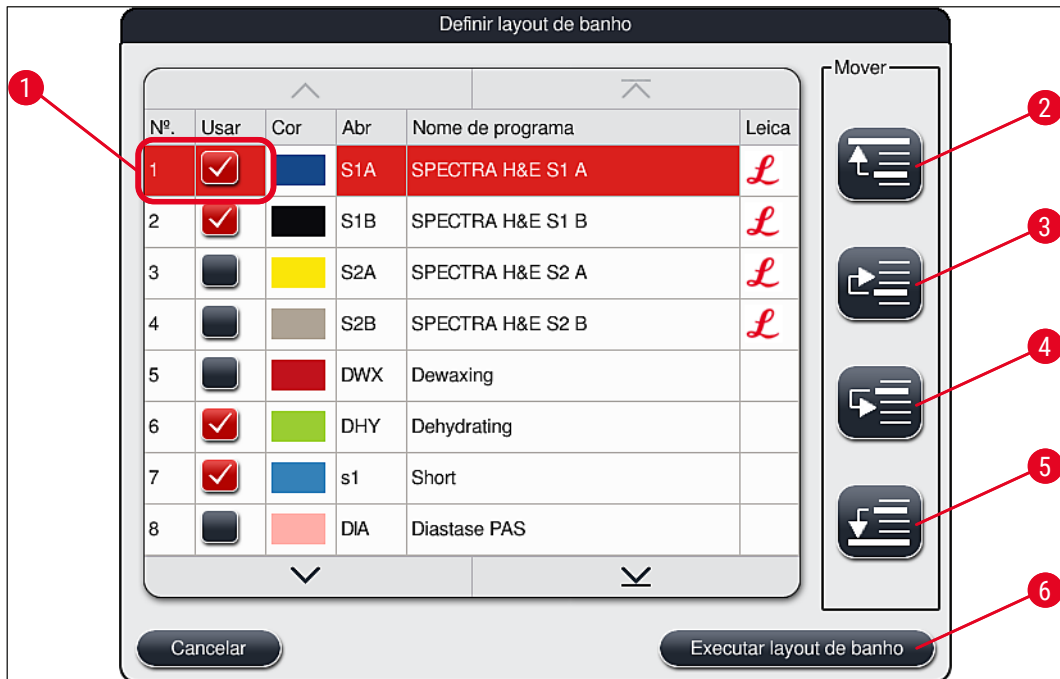 Definir layout de banho
Mover
1
2
Nº. Usar Cor Abr Nome de programa Leica
1 S1A SPECTRA H&E S1 A L
2 S1B SPECTRA H&E S1 B L
3
3 S2A SPECTRA H&E S2 A L
4 S2B SPECTRA H&E S2 B L
4
5 DWX Dewaxing
6 DHY Dehydrating
5
7 s1 Short
8 DIA Diastase PAS
6
Cancelar
Executar layout de banho